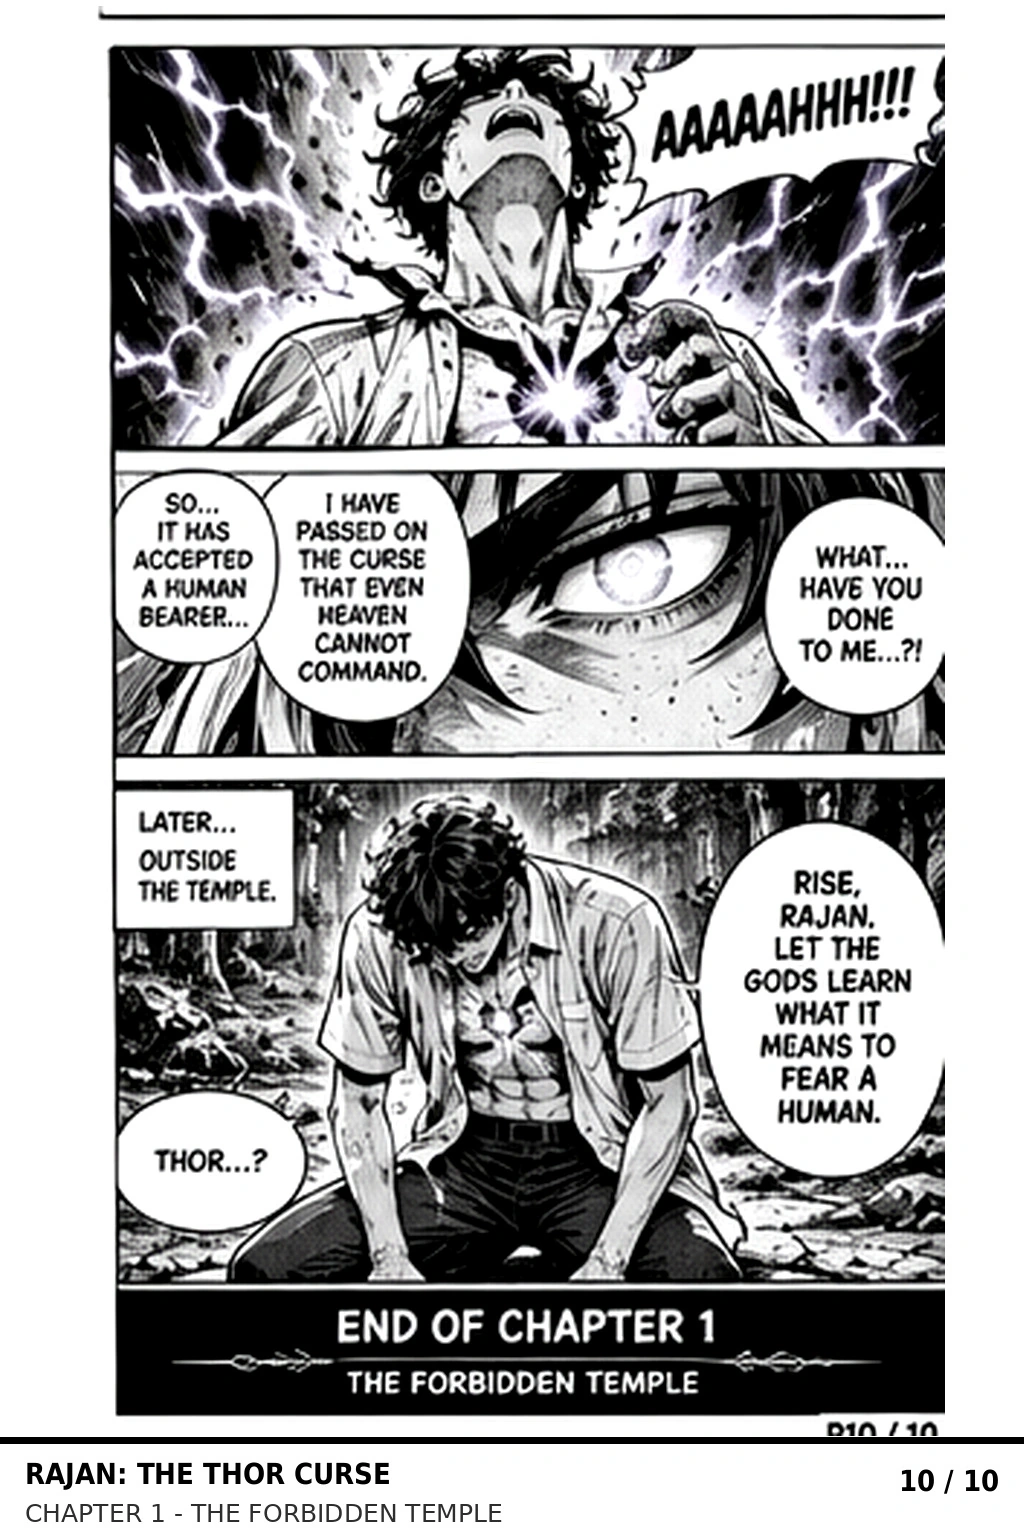 AAAAAHHH!!!
SO...
IT HAS
ACCEPTED
A HUMAN
BEARER...
I HAVE
PASSED ON
THE CURSE
THAT EVEN
HEAVEN
CANNOT
COMMAND.
WHAT...
HAVE YOU
DONE
TO ME...?!
LATER...
OUTSIDE
THE TEMPLE.
RISE,
RAJAN.
LET THE
GODS LEARN
WHAT IT
MEANS TO
FEAR A
HUMAN.
THOR...?
END OF CHAPTER 1
THE FORBIDDEN TEMPLE
P10 / 10
RAJAN: THE THOR CURSE
10 / 10
CHAPTER 1 - THE FORBIDDEN TEMPLE